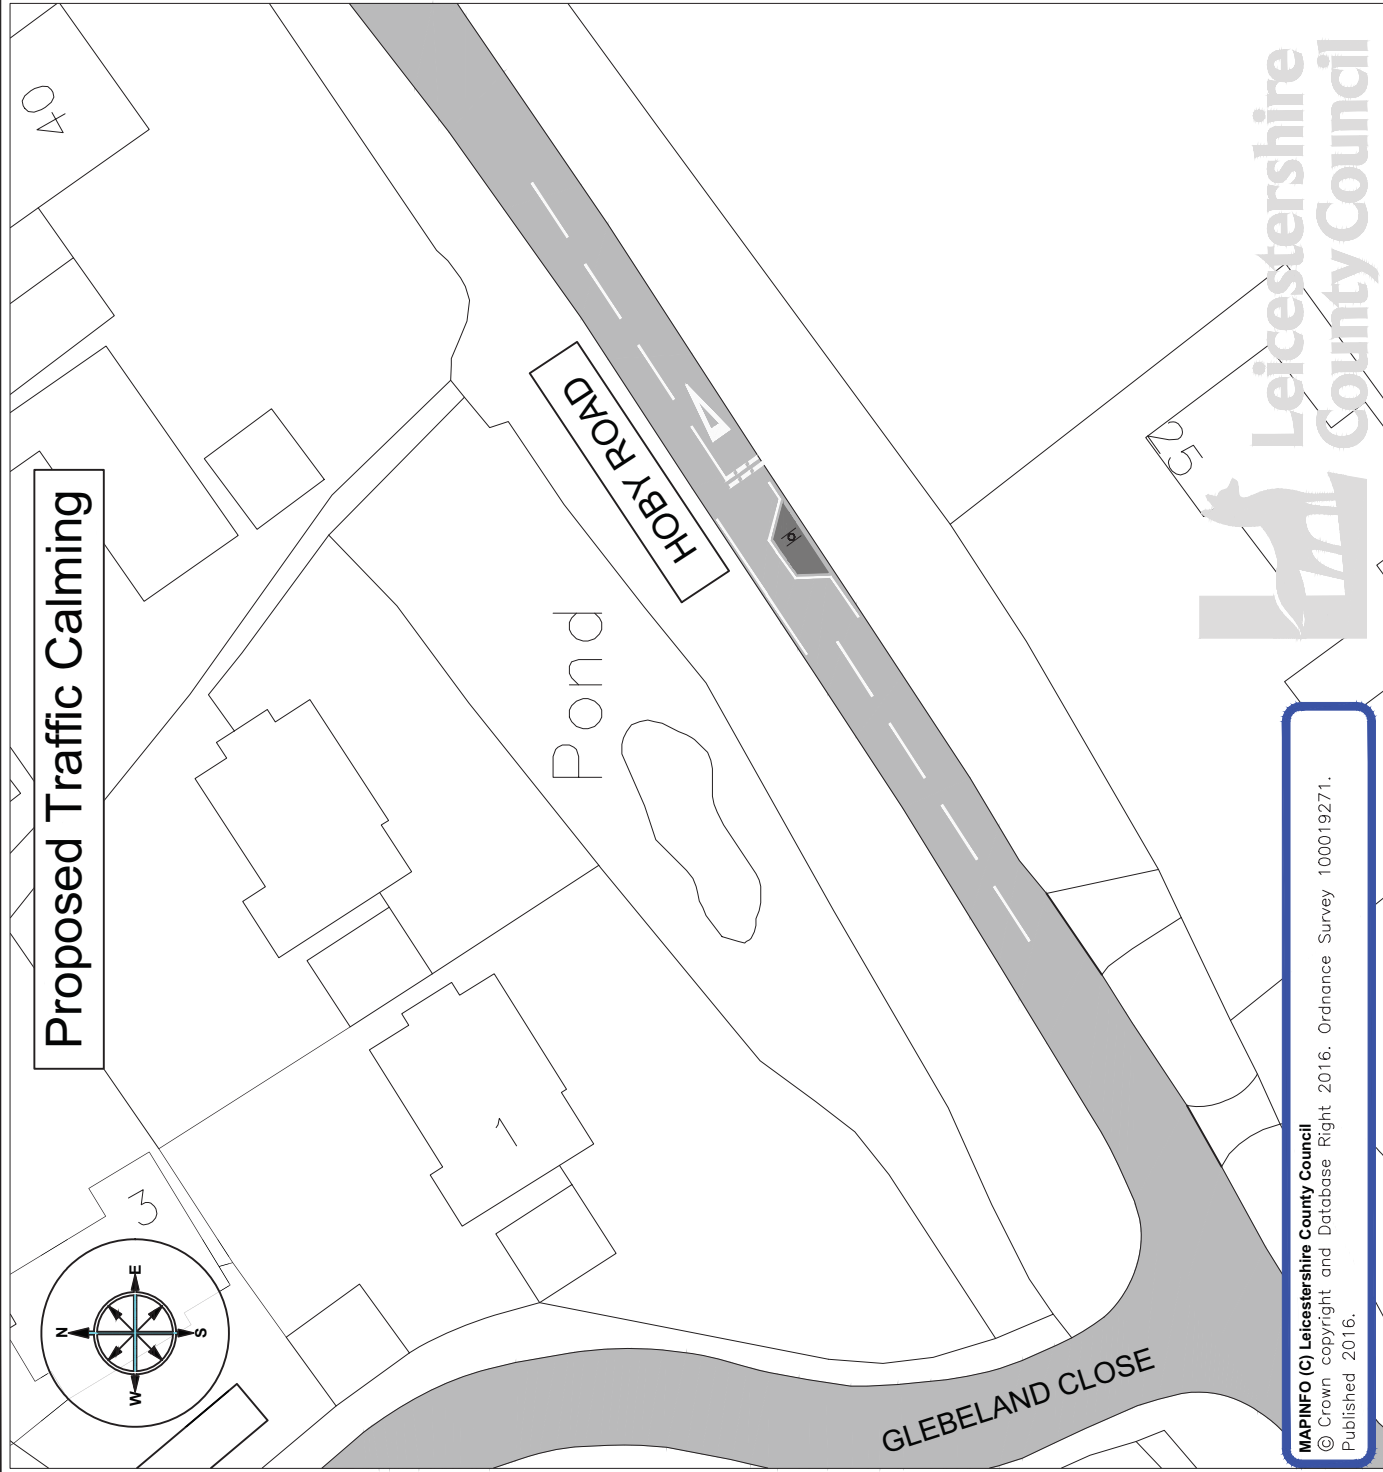 Proposed Traffic Calming
40
3
N
E
S
W
1
Pond
HOBY ROAD
25
GLEBELAND CLOSE
Leicestershire
County Council
MAPINFO (C) Leicestershire County Council
© Crown copyright and Database Right 2016. Ordnance Survey 100019271.
Published 2016.